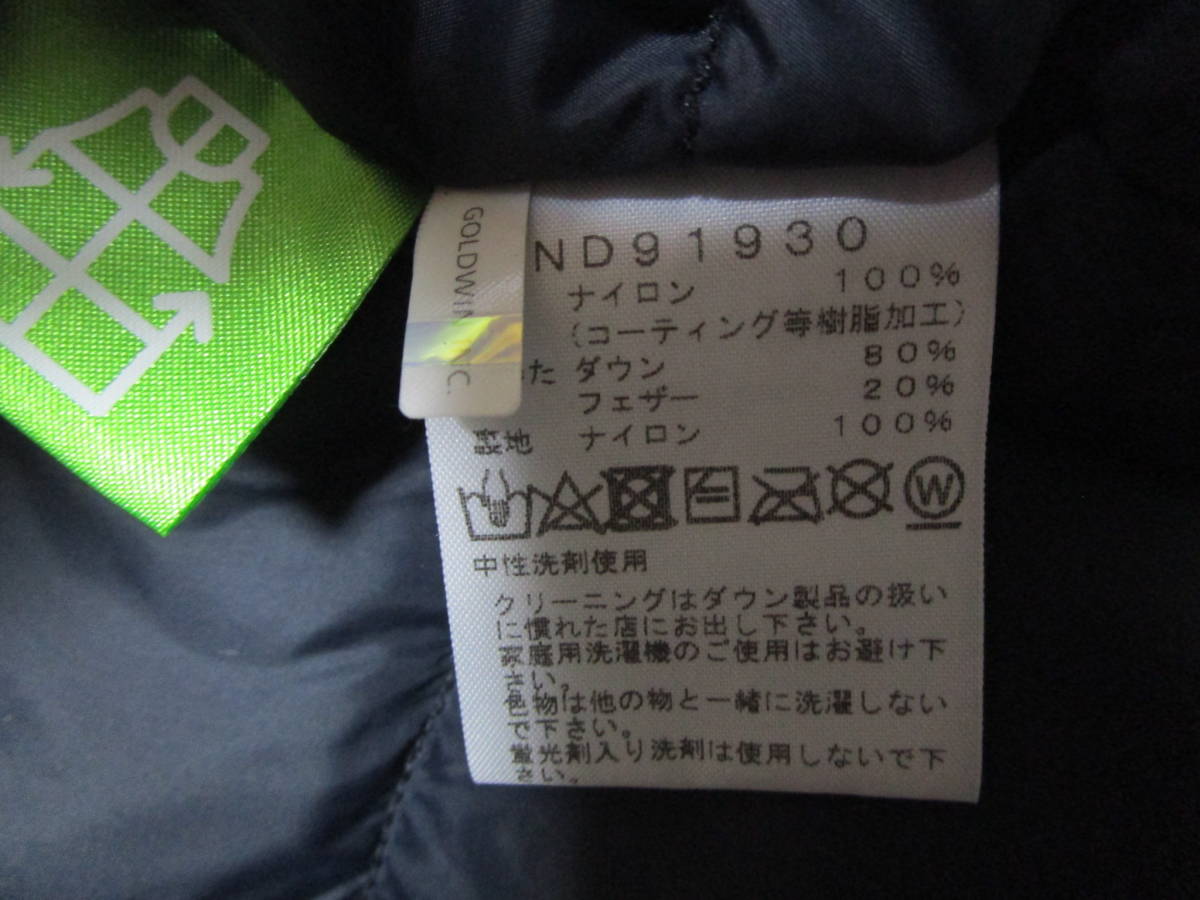 GOLDWIN
ND91930
ナイロン 100%
(コーティング等樹脂加工)
た ダウン 80%
フェザー 20%
地 ナイロン 100%
W
中性洗剤使用
クリーニングはダウン製品の扱い
に慣れた店にお出し下さい。
家庭用洗濯機のご使用はお避け下
さい。
色物は他の物と一緒に洗濯しない
で下さい。
蛍光剤入り洗剤は使用しないで下
さい。